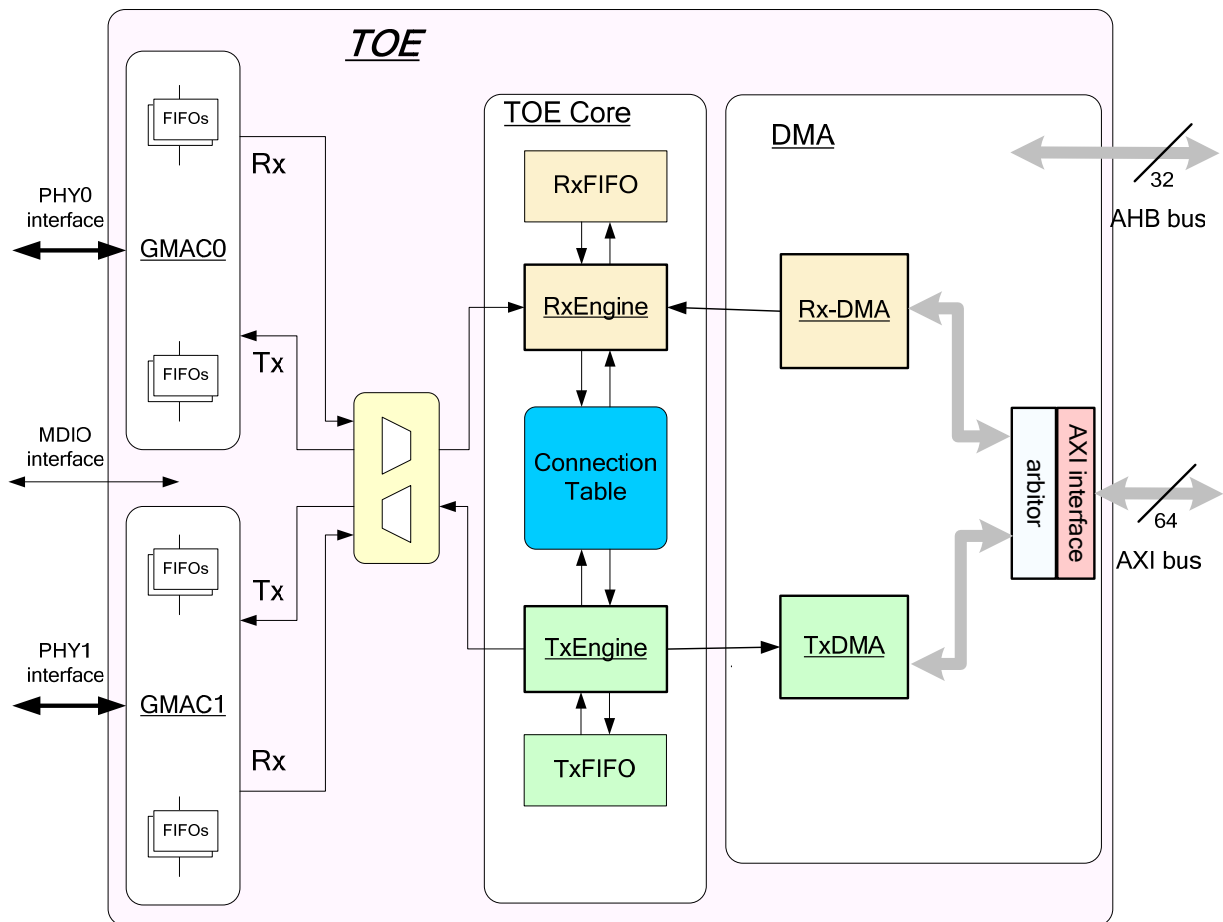 TOE
FIFOs
Rx
PHY0
interface
GMAC0
Tx
FIFOs
MDIO
interface
FIFOs
Tx
PHY1
interface
GMAC1
Rx
FIFOs
TOE Core
RxFIFO
RxEngine
Connection
Table
TxEngine
TxFIFO
DMA
Rx-DMA
TxDMA
arbitor
AXI interface
32
AHB bus
64
AXI bus